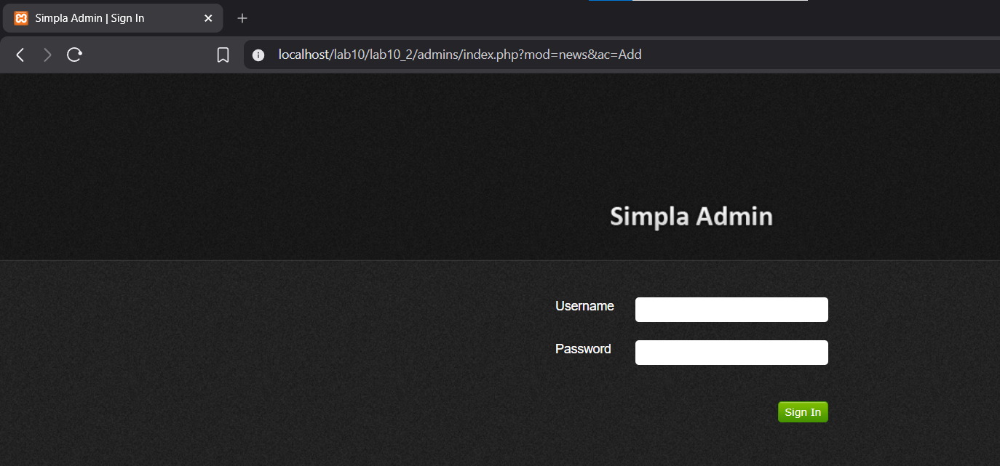 Simpla Admin | Sign In
localhost/lab10/lab10_2/admins/index.php?mod=news&ac=Add
Simpla Admin
Username
Password
Sign In